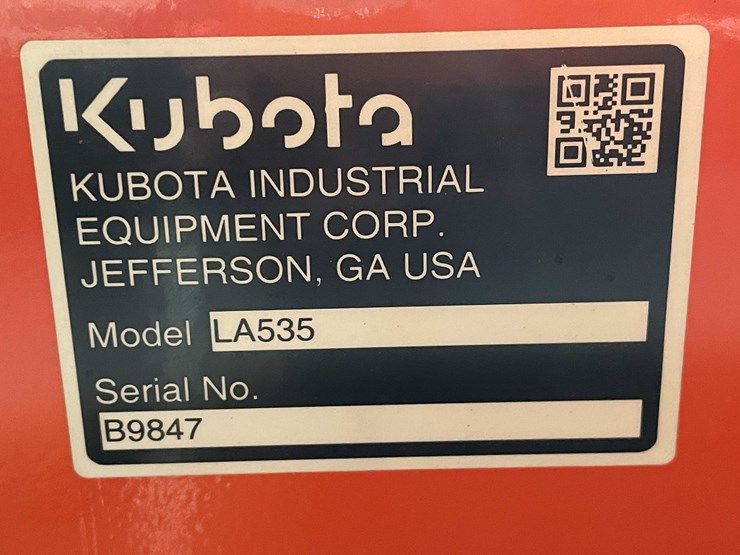 Kubota
KUBOTA INDUSTRIAL
EQUIPMENT CORP.
JEFFERSON, GA USA
Model LA535
Serial No.
B9847